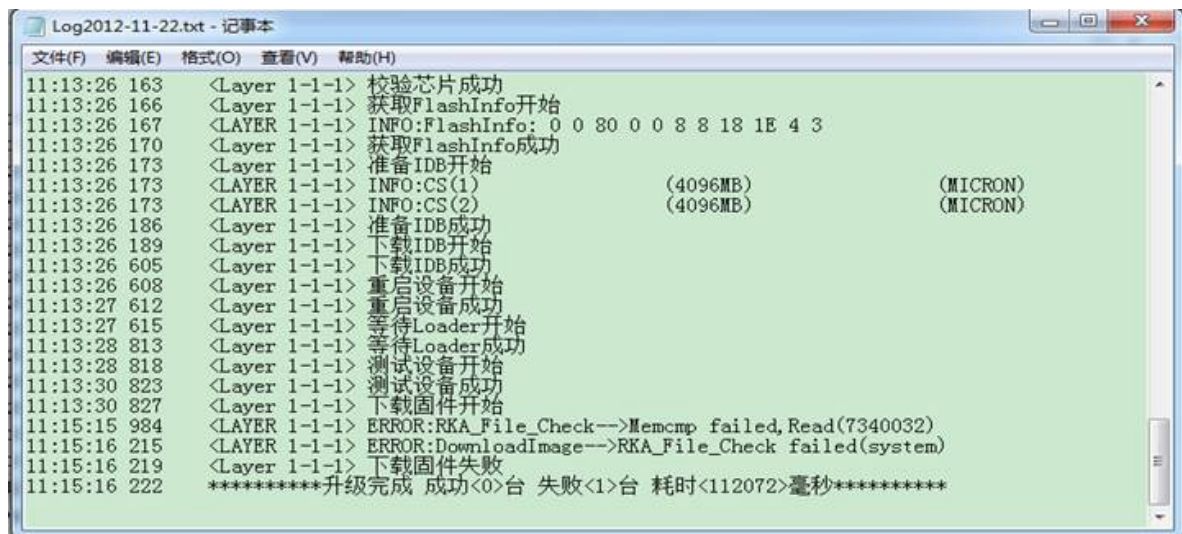 Log2012-11-22.txt - 记事本
文件(F) 编辑(E) 格式(O) 查看(V) 帮助(H)
11:13:26 163 <Layer 1-1-1> 校验芯片成功
11:13:26 166 <Layer 1-1-1> 获取FlashInfo开始
11:13:26 167 <LAYER 1-1-1> INFO:FlashInfo: 0 0 80 0 0 8 8 18 1E 4 3
11:13:26 170 <Layer 1-1-1> 获取FlashInfo成功
11:13:26 173 <Layer 1-1-1> 准备IDB开始
11:13:26 173 <LAYER 1-1-1> INFO:CS(1) (4096MB) (MICRON)
11:13:26 173 <LAYER 1-1-1> INFO:CS(2) (4096MB) (MICRON)
11:13:26 186 <Layer 1-1-1> 准备IDB成功
11:13:26 189 <Layer 1-1-1> 下载IDB开始
11:13:26 605 <Layer 1-1-1> 下载IDB成功
11:13:26 608 <Layer 1-1-1> 重启设备开始
11:13:27 612 <Layer 1-1-1> 重启设备成功
11:13:27 615 <Layer 1-1-1> 等待Loader开始
11:13:28 813 <Layer 1-1-1> 等待Loader成功
11:13:28 818 <Layer 1-1-1> 测试设备开始
11:13:30 823 <Layer 1-1-1> 测试设备成功
11:13:30 827 <Layer 1-1-1> 下载固件开始
11:15:15 984 <LAYER 1-1-1> ERROR:RKA_File_Check-->Memcmp failed,Read(7340032)
11:15:16 215 <LAYER 1-1-1> ERROR:DownloadImage-->RKA_File_Check failed(system)
11:15:16 219 <Layer 1-1-1> 下载固件失败
11:15:16 222 **********升级完成 成功<0>台 失败<1>台 耗时<112072>毫秒**********